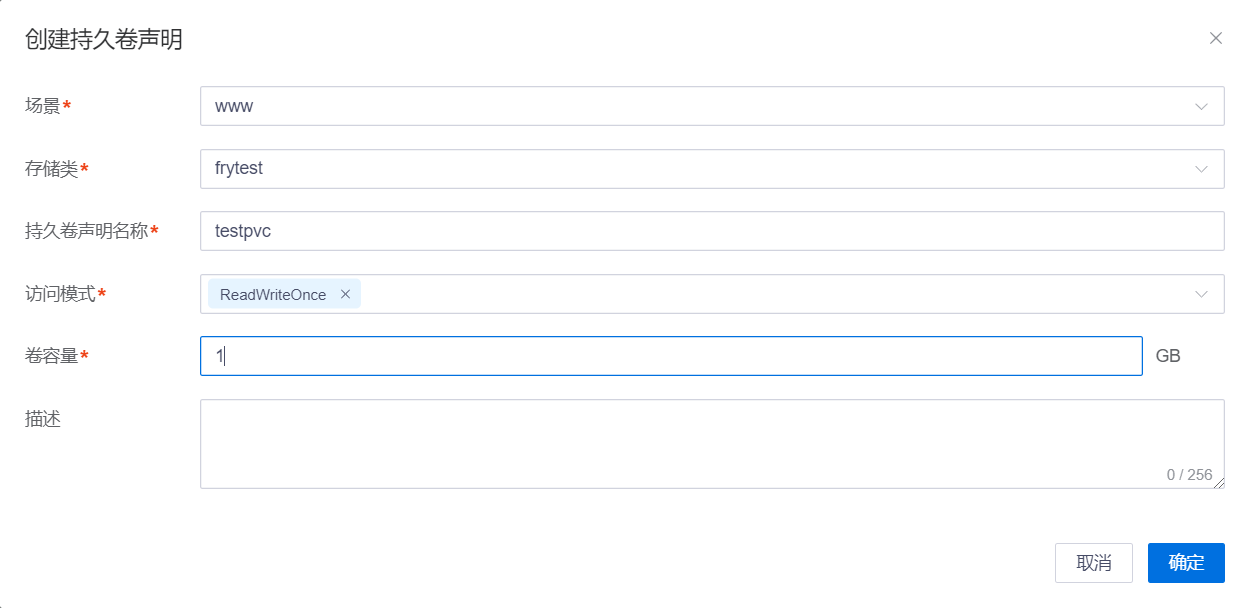 创建持久卷声明
场景* www
存储类* frytest
持久卷声明名称* testpvc
访问模式* ReadWriteOnce
卷容量* 1 GB
描述
0 / 256
取消 确定